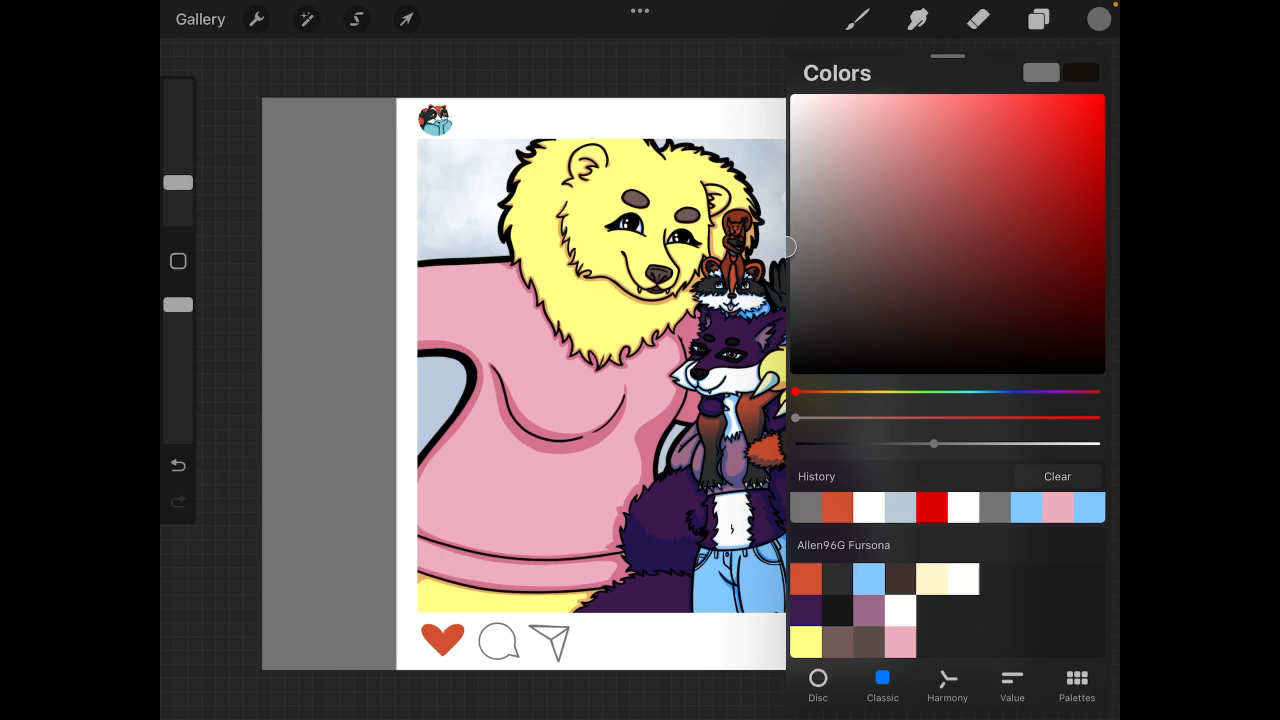 Gallery
Colors
History
Clear
Allen96G Fursona
Disc
Classic
Harmony
Value
Palettes